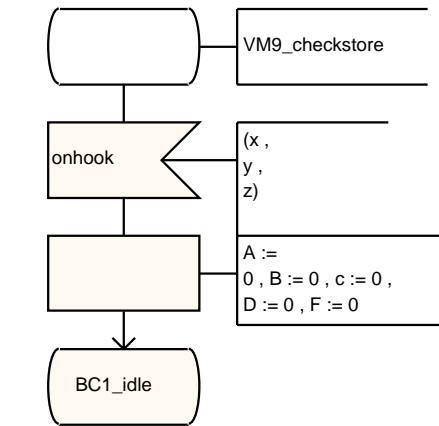 VM9_checkstore
onhook
(x ,
y ,
z)
A :=
0 , B := 0 , c := 0 ,
D := 0 , F := 0
BC1_idle